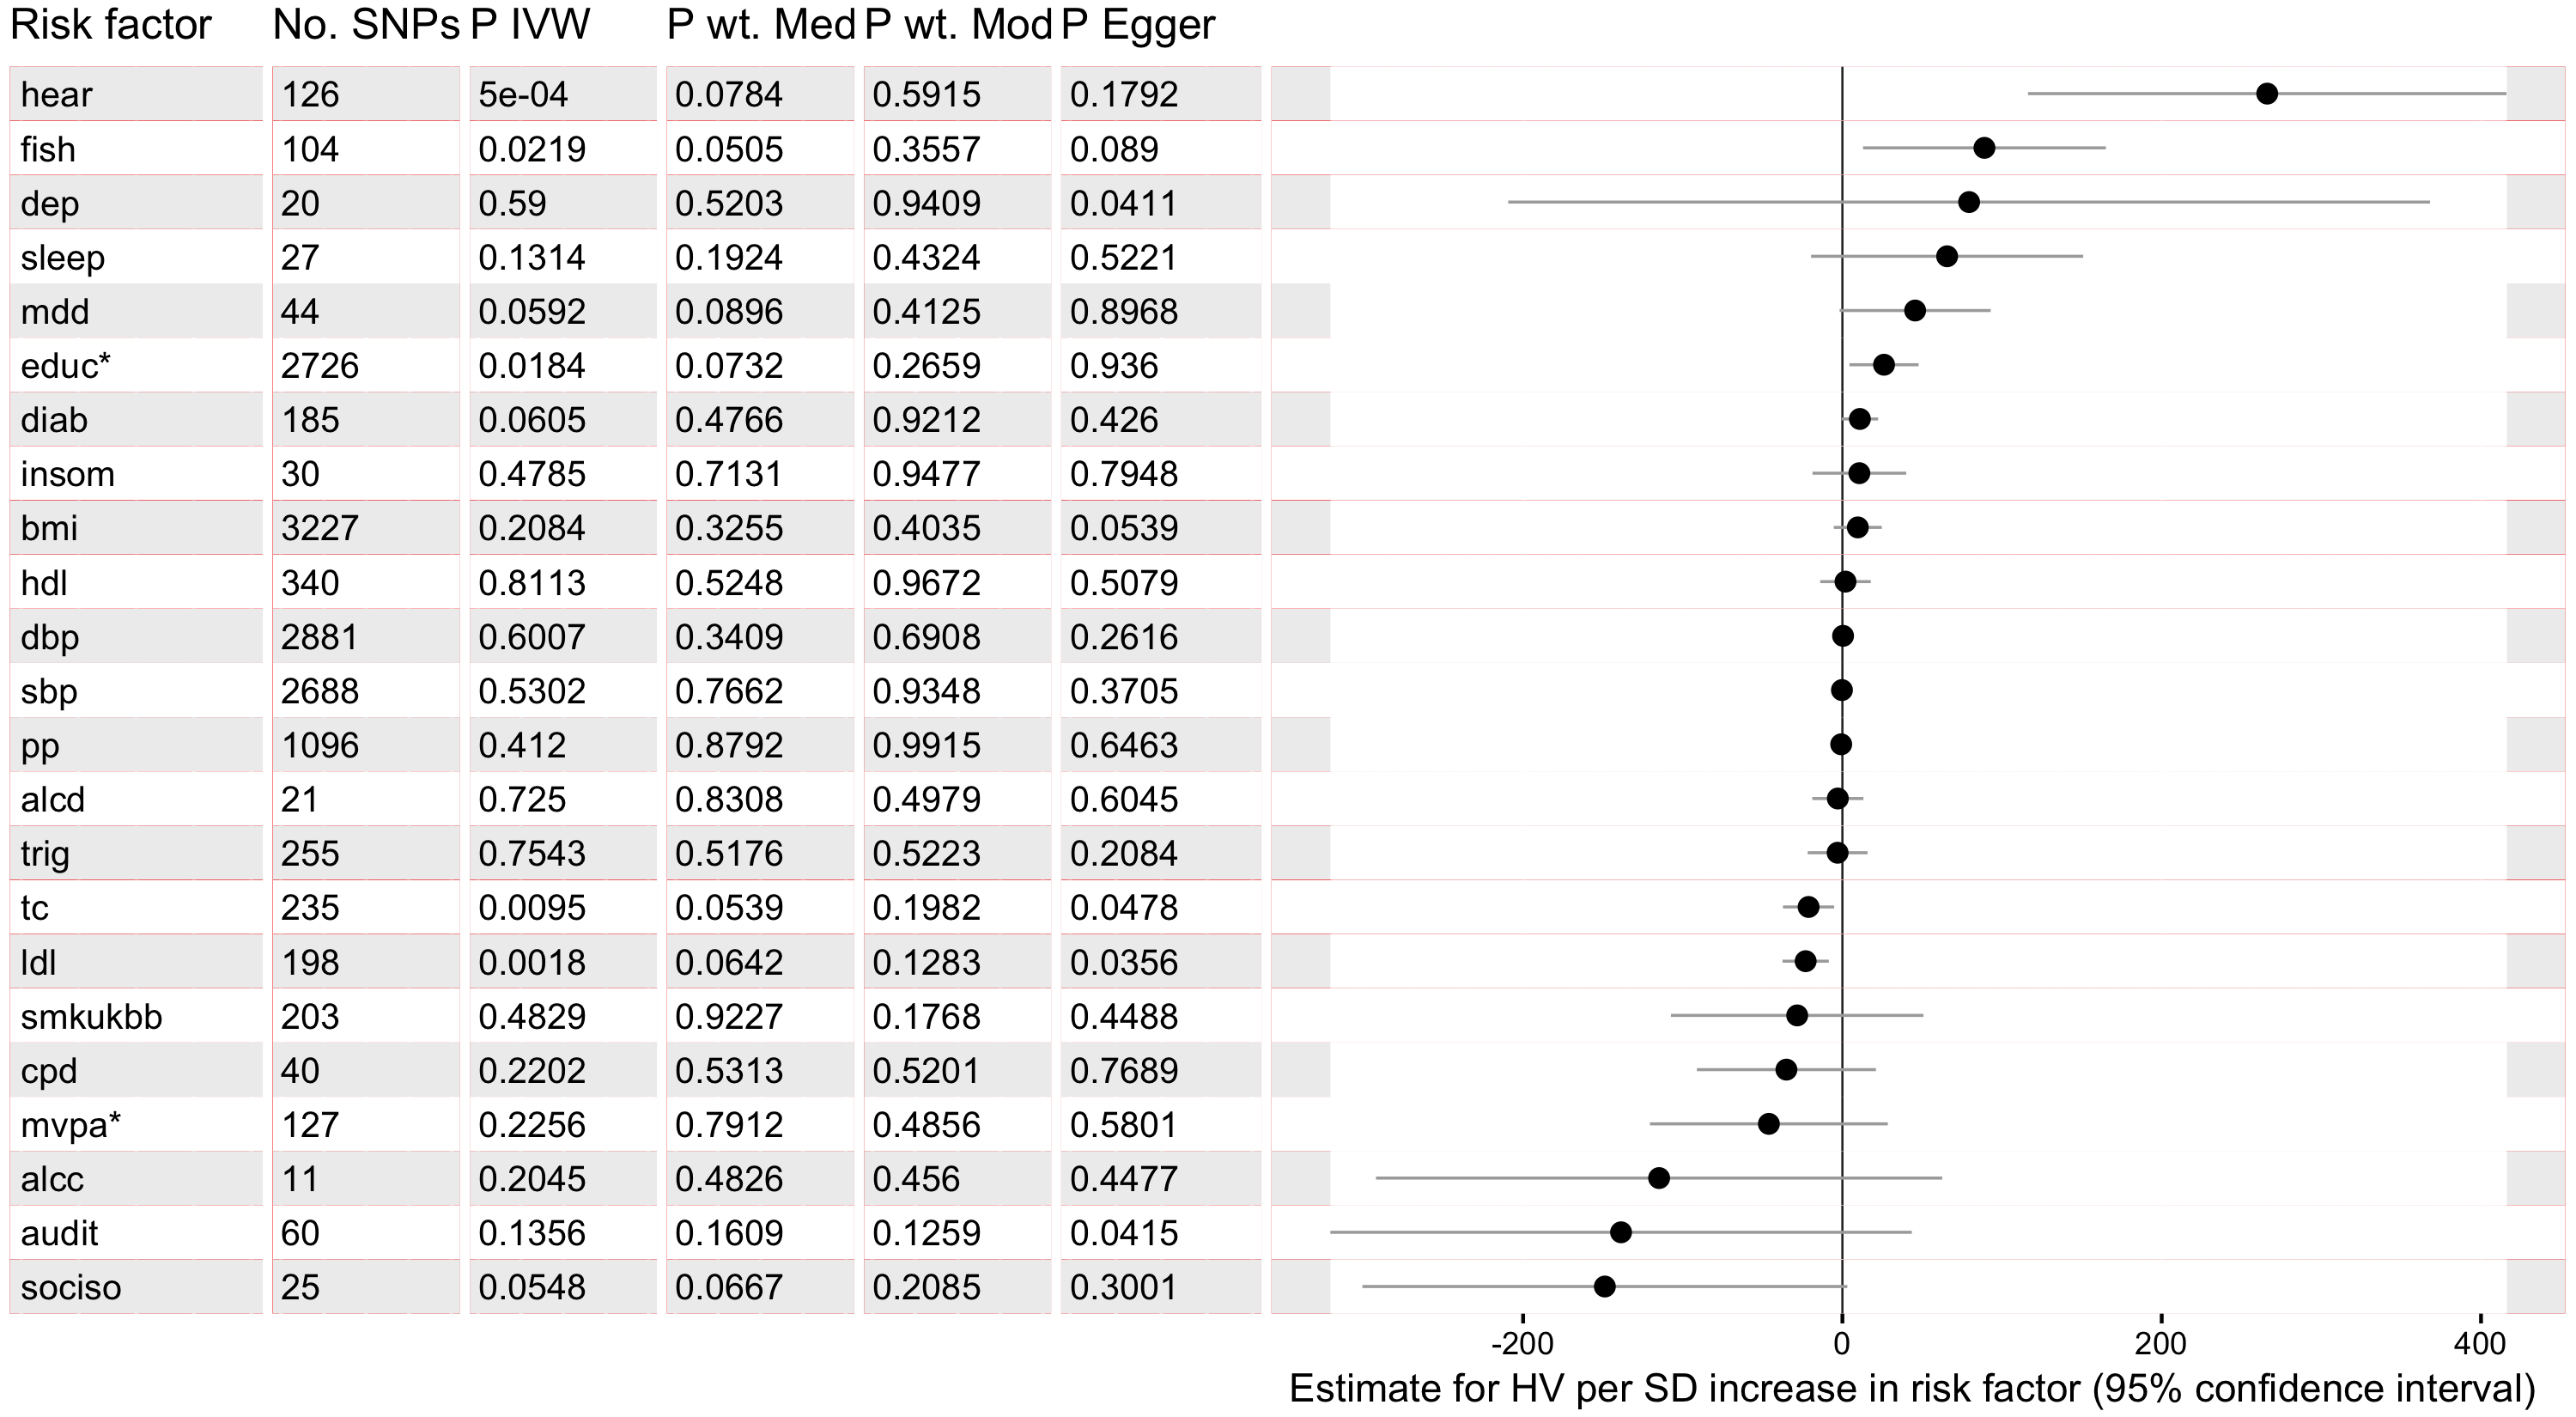 Risk factor No. SNPs P IVW P wt. Med P wt. Mod P Egger
hear 126 5e-04 0.0784 0.5915 0.1792
fish 104 0.0219 0.0505 0.3557 0.089
dep 20 0.59 0.5203 0.9409 0.0411
sleep 27 0.1314 0.1924 0.4324 0.5221
mdd 44 0.0592 0.0896 0.4125 0.8968
educ* 2726 0.0184 0.0732 0.2659 0.936
diab 185 0.0605 0.4766 0.9212 0.426
insom 30 0.4785 0.7131 0.9477 0.7948
bmi 3227 0.2084 0.3255 0.4035 0.0539
hdl 340 0.8113 0.5248 0.9672 0.5079
dbp 2881 0.6007 0.3409 0.6908 0.2616
sbp 2688 0.5302 0.7662 0.9348 0.3705
pp 1096 0.412 0.8792 0.9915 0.6463
alcd 21 0.725 0.8308 0.4979 0.6045
trig 255 0.7543 0.5176 0.5223 0.2084
tc 235 0.0095 0.0539 0.1982 0.0478
ldl 198 0.0018 0.0642 0.1283 0.0356
smkukbb 203 0.4829 0.9227 0.1768 0.4488
cpd 40 0.2202 0.5313 0.5201 0.7689
mvpa* 127 0.2256 0.7912 0.4856 0.5801
alcc 11 0.2045 0.4826 0.456 0.4477
audit 60 0.1356 0.1609 0.1259 0.0415
sociso 25 0.0548 0.0667 0.2085 0.3001
-200 0 200 400
Estimate for HV per SD increase in risk factor (95% confidence interval)